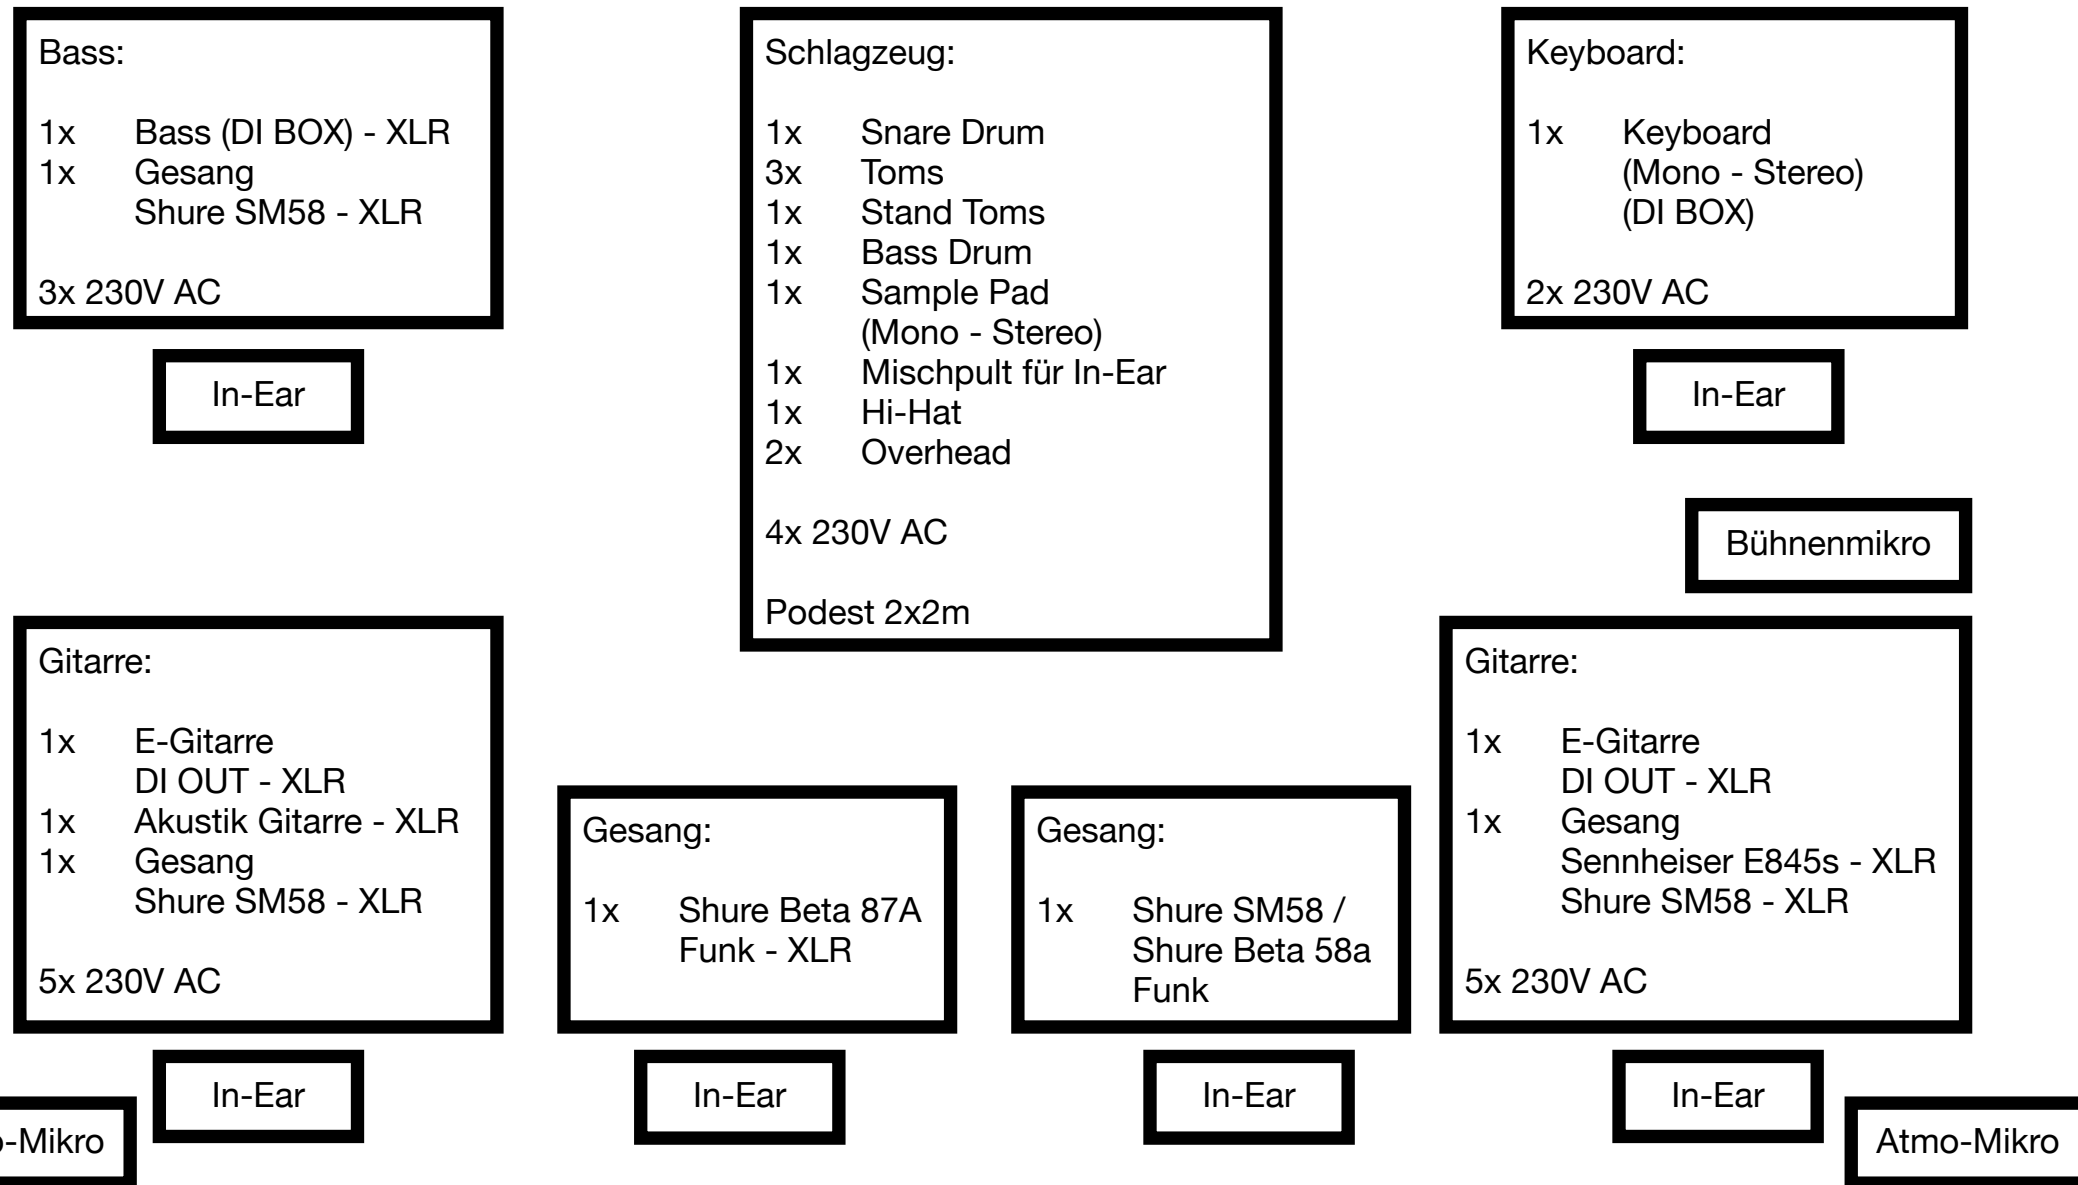 Bass:
1x Bass (DI BOX) - XLR
1x Gesang
Shure SM58 - XLR
3x 230V AC
In-Ear
Schlagzeug:
1x Snare Drum
3x Toms
1x Stand Toms
1x Bass Drum
1x Sample Pad
(Mono - Stereo)
1x Mischpult für In-Ear
1x Hi-Hat
2x Overhead
4x 230V AC
Podest 2x2m
Keyboard:
1x Keyboard
(Mono - Stereo)
(DI BOX)
2x 230V AC
In-Ear
Bühnenmikro
Gitarre:
1x E-Gitarre
DI OUT - XLR
1x Akustik Gitarre - XLR
1x Gesang
Shure SM58 - XLR
5x 230V AC
In-Ear
Gesang:
1x Shure Beta 87A
Funk - XLR
In-Ear
Gesang:
1x Shure SM58 /
Shure Beta 58a
Funk
In-Ear
Gitarre:
1x E-Gitarre
DI OUT - XLR
1x Gesang
Sennheiser E845s - XLR
Shure SM58 - XLR
5x 230V AC
In-Ear
-Mikro
Atmo-Mikro